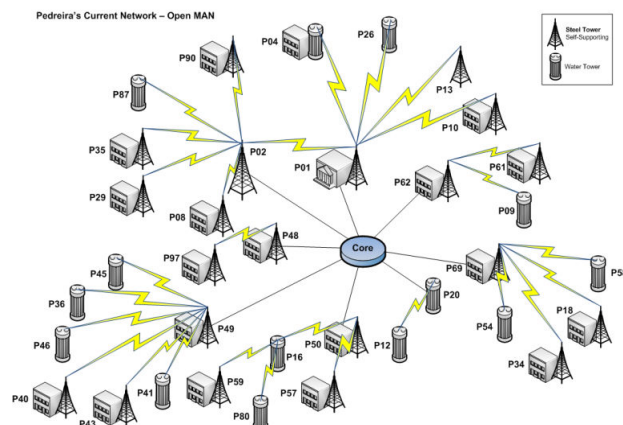 Pedreira's Current Network – Open MAN
Steel Tower
Self-Supporting
Water Tower
P90
P04
P26
P13
P87
P10
P35
P02
P01
P61
P62
P29
P08
P09
P97
P48
Core
P45
P69
P20
P36
P49
P46
P50
P16
P12
P54
P18
P34
P40
P41
P59
P57
P43
P80